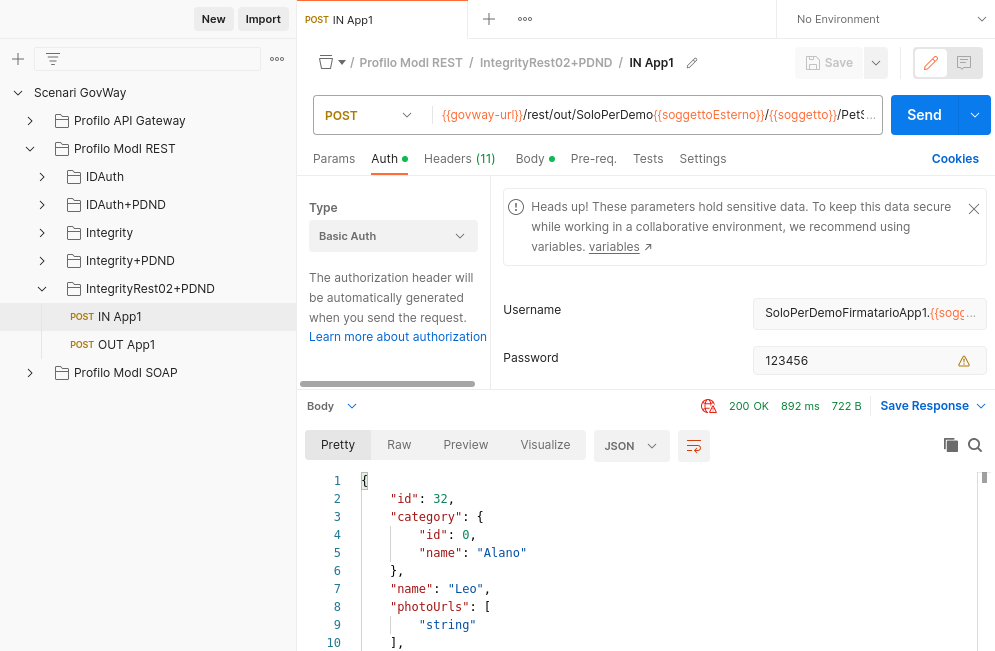 New
Import
POST IN App1
No Environment
Scenari GovWay
Profilo API Gateway
Profilo ModI REST
IDAuth
IDAuth+PDND
Integrity
Integrity+PDND
IntegrityRest02+PDND
POST IN App1
POST OUT App1
Profilo ModI SOAP
/ Profilo ModI REST / IntegrityRest02+PDND / IN App1
Save
POST
{{govway-url}}/rest/out/SoloPerDemo{{soggettoEsterno}}/{{soggetto}}/PetS...
Send
Params
Auth
Headers (11)
Body
Pre-req.
Tests
Settings
Cookies
Type
Basic Auth
The authorization header will
be automatically generated
when you send the request.
Learn more about authorization
Heads up! These parameters hold sensitive data. To keep this data secure
while working in a collaborative environment, we recommend using
variables. variables ↗
Username
SoloPerDemoFirmatarioApp1.{{sogg...
Password
123456
Body
200 OK
892 ms
722 B
Save Response
Pretty
Raw
Preview
Visualize
JSON
1 {
2 "id": 32,
3 "category": {
4 "id": 0,
5 "name": "Alano"
6 },
7 "name": "Leo",
8 "photoUrls": [
9 "string"
10 ],